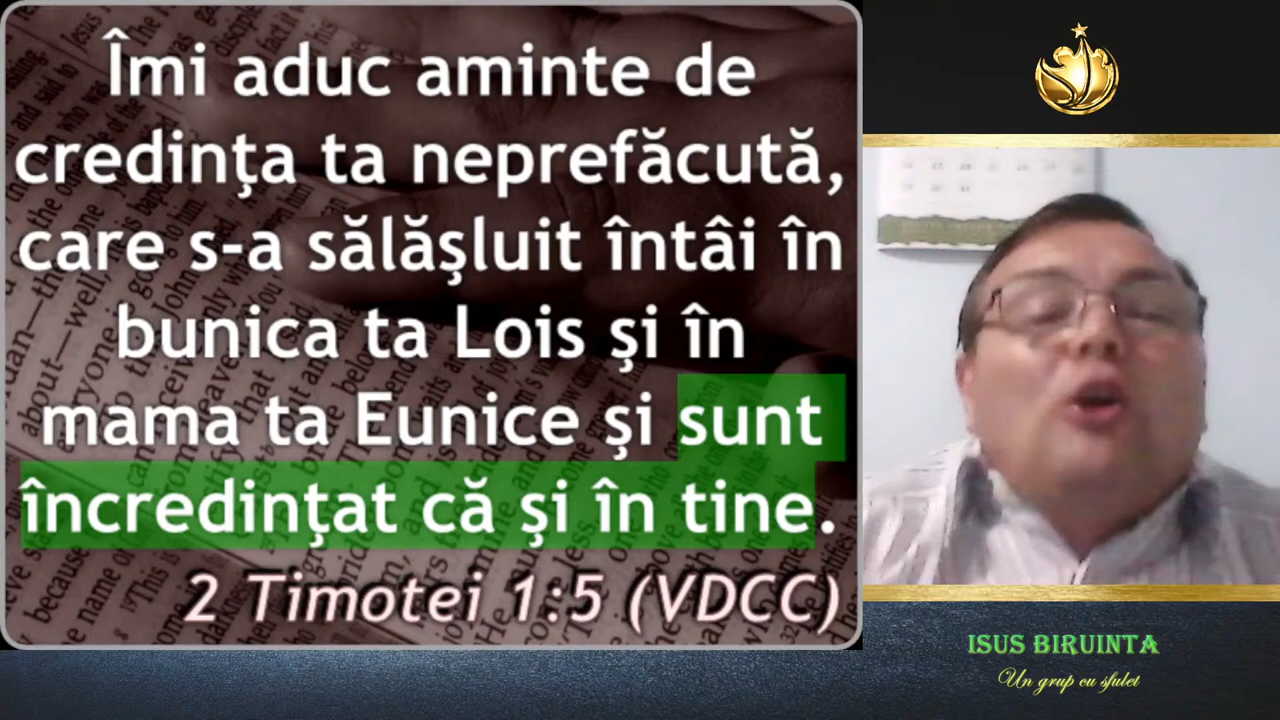 Îmi aduc aminte de
credința ta neprefăcută,
care s-a sălășluit întâi în
bunica ta Lois și în
mama ta Eunice și sunt
încredințat că și în tine.
2 Timotei 1:5 (VDCC)
ISUS BIRUINTA
Un grup cu sfulet